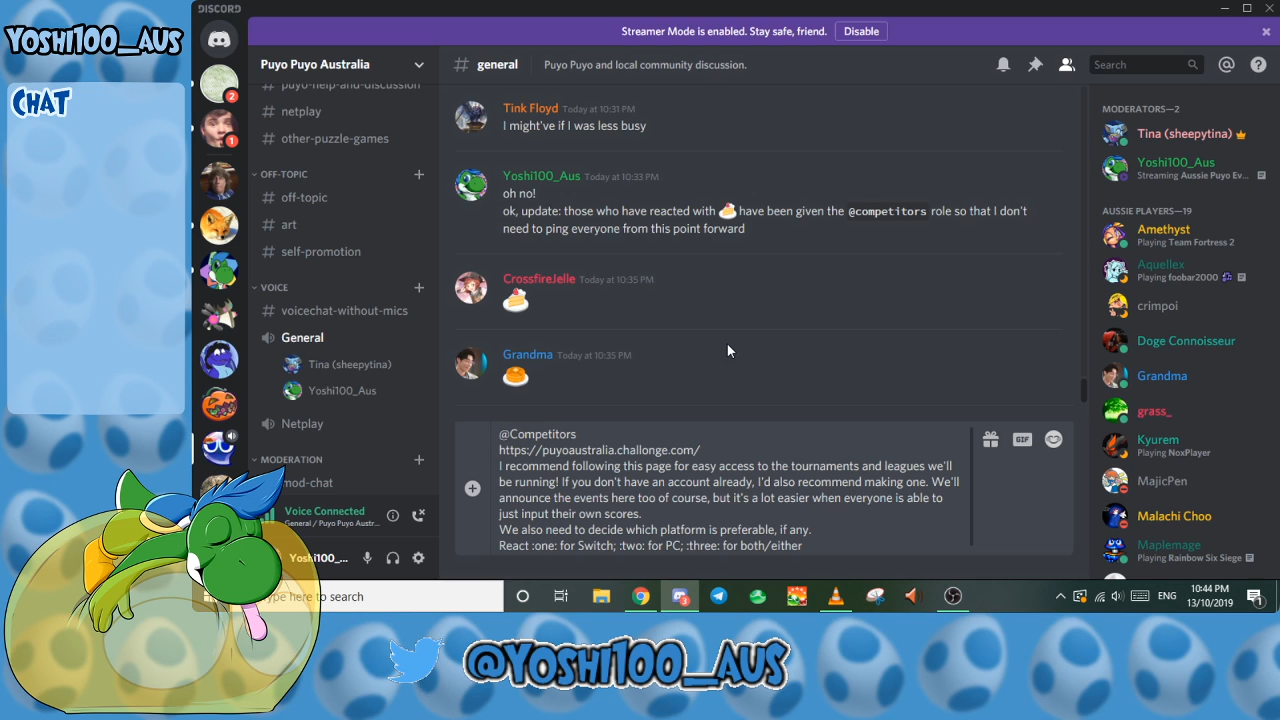 Yoshi100_Aus
Chat
DISCORD
Streamer Mode is enabled. Stay safe, friend.
Disable
Puyo Puyo Australia
# general
Puyo Puyo and local community discussion.
Search
2
1
puyo-help-and-discussion
# netplay
# other-puzzle-games
OFF-TOPIC
# off-topic
# art
# self-promotion
VOICE
# voicechat-without-mics
General
Tina (sheepytina)
Yoshi100_Aus
Netplay
MODERATION
mod-chat
Voice Connected
General / Puyo Puyo Austr...
Yoshi100_...
Tink Floyd Today at 10:31 PM
I might've if I was less busy
Yoshi100_Aus Today at 10:33 PM
oh no!
ok, update: those who have reacted with 🍰 have been given the @competitors role so that I don't
need to ping everyone from this point forward
CrossfireJelle Today at 10:35 PM
Grandma Today at 10:35 PM
@Competitors
https://puyoaustralia.challonge.com/
I recommend following this page for easy access to the tournaments and leagues we'll
be running! If you don't have an account already, I'd also recommend making one. We'll
announce the events here too of course, but it's a lot easier when everyone is able to
just input their own scores.
We also need to decide which platform is preferable, if any.
React :one: for Switch; :two: for PC; :three: for both/either
GIF
MODERATORS—2
Tina (sheepytina)
Yoshi100_Aus
Streaming Aussie Puyo Ev...
AUSSIE PLAYERS—19
Amethyst
Playing Team Fortress 2
Aquellex
Playing foobar2000
crimpoi
Doge Connoisseur
Grandma
grass_
Kyurem
Playing NoxPlayer
MajicPen
Malachi Choo
Maplemage
Playing Rainbow Six Siege
ype here to search
3
ENG
10:44 PM
13/10/2019
1
@Yoshi100_Aus